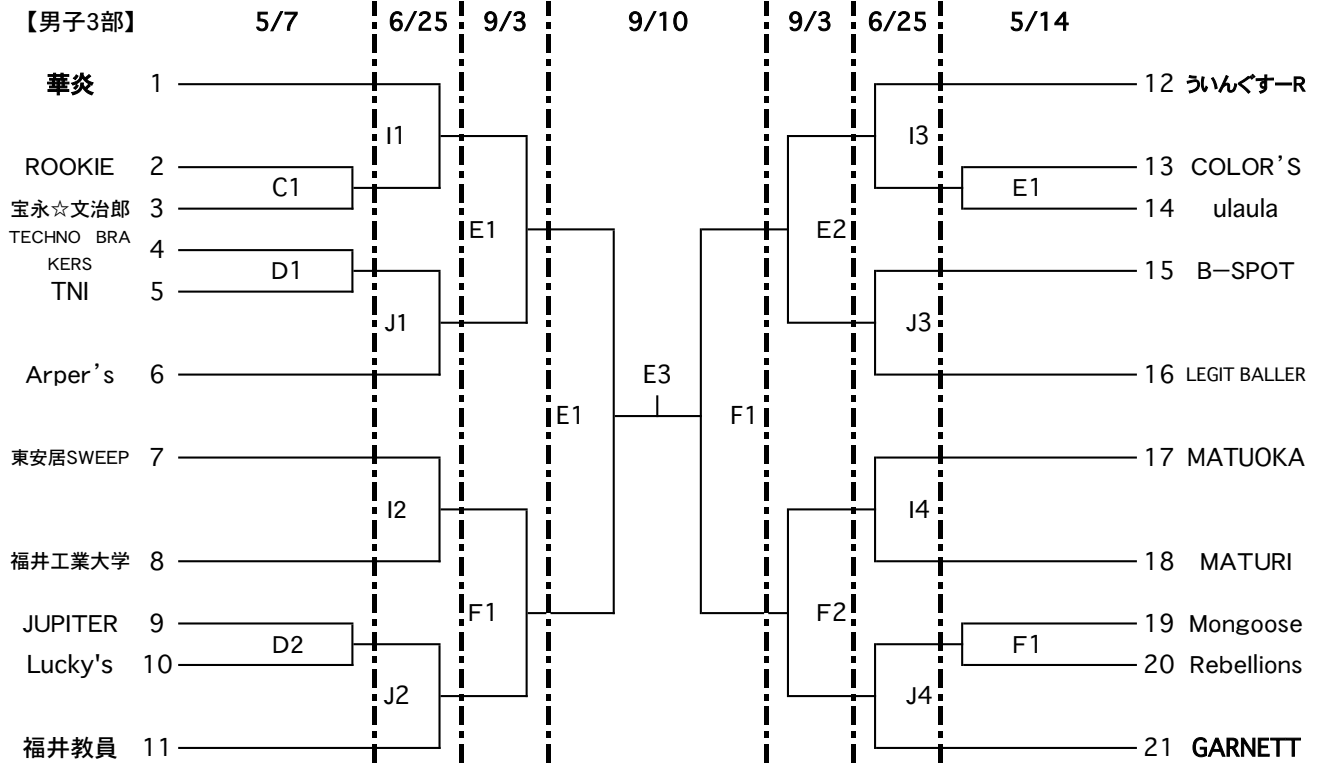 【男子3部】 5/7 6/25 9/3 9/10 9/3 6/25 5/14
華炎 1 12 うぃんぐすーR
I1 I3
ROOKIE 2 13 COLOR'S
C1 E1
宝永☆文治郎 3 14 ulaula
E1 E2
TECHNO BRA
KERS 4 15 B−SPOT
D1
TNI 5
J1 J3
Arper's 6 E3 16 LEGIT BALLER
E1 F1
東安居SWEEP 7 17 MATUOKA
I2 I4
福井工業大学 8 18 MATURI
F1 F2
JUPITER 9 19 Mongoose
D2 F1
Lucky's 10 20 Rebellions
J2 J4
福井教員 11 21 GARNETT